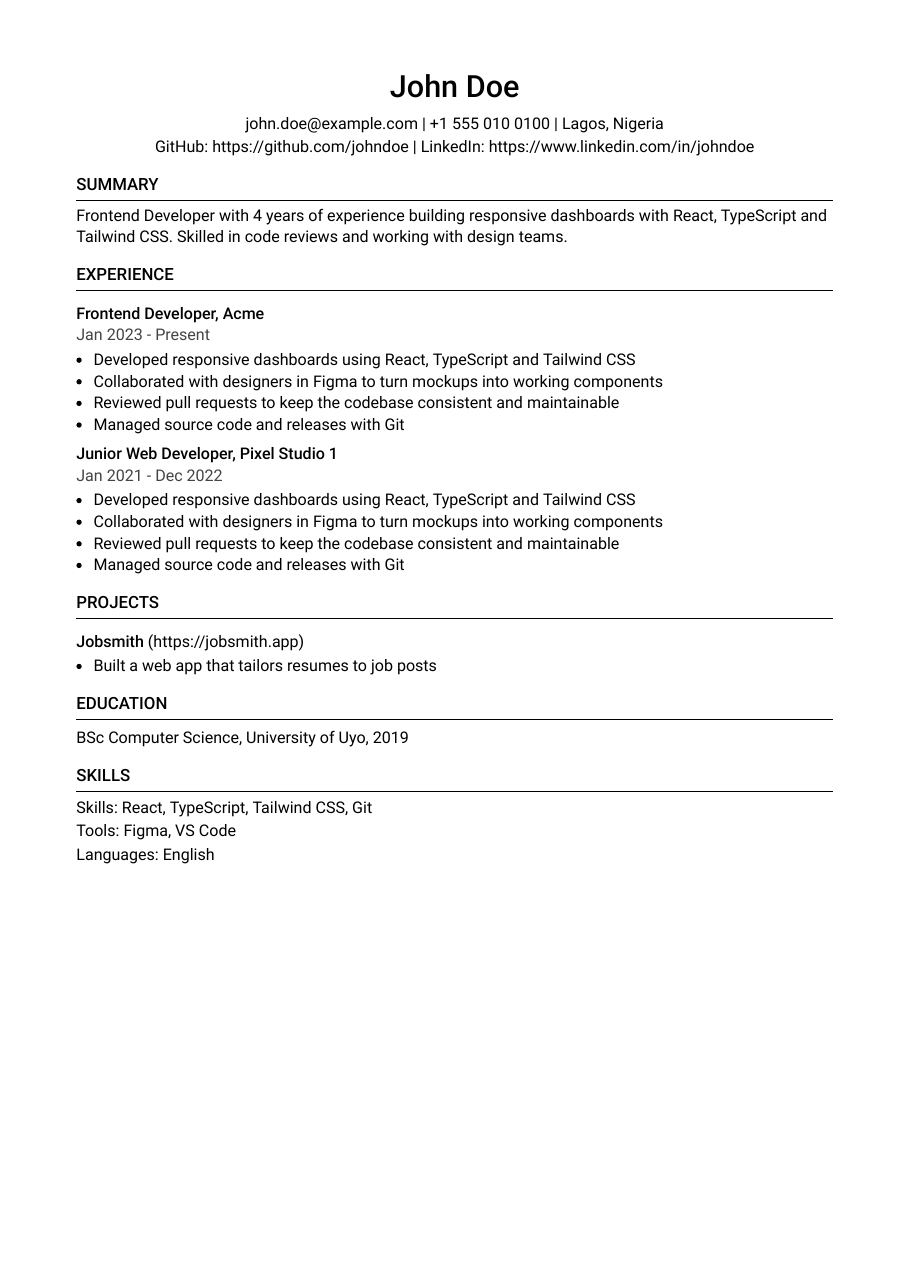 John Doe
john.doe@example.com | +1 555 010 0100 | Lagos, Nigeria
GitHub: https://github.com/johndoe | LinkedIn: https://www.linkedin.com/in/johndoe
SUMMARY
Frontend Developer with 4 years of experience building responsive dashboards with React, TypeScript and
Tailwind CSS. Skilled in code reviews and working with design teams.
EXPERIENCE
Frontend Developer, Acme
Jan 2023 - Present
• Developed responsive dashboards using React, TypeScript and Tailwind CSS
• Collaborated with designers in Figma to turn mockups into working components
• Reviewed pull requests to keep the codebase consistent and maintainable
• Managed source code and releases with Git
Junior Web Developer, Pixel Studio 1
Jan 2021 - Dec 2022
• Developed responsive dashboards using React, TypeScript and Tailwind CSS
• Collaborated with designers in Figma to turn mockups into working components
• Reviewed pull requests to keep the codebase consistent and maintainable
• Managed source code and releases with Git
PROJECTS
Jobsmith (https://jobsmith.app)
• Built a web app that tailors resumes to job posts
EDUCATION
BSc Computer Science, University of Uyo, 2019
SKILLS
Skills: React, TypeScript, Tailwind CSS, Git
Tools: Figma, VS Code
Languages: English